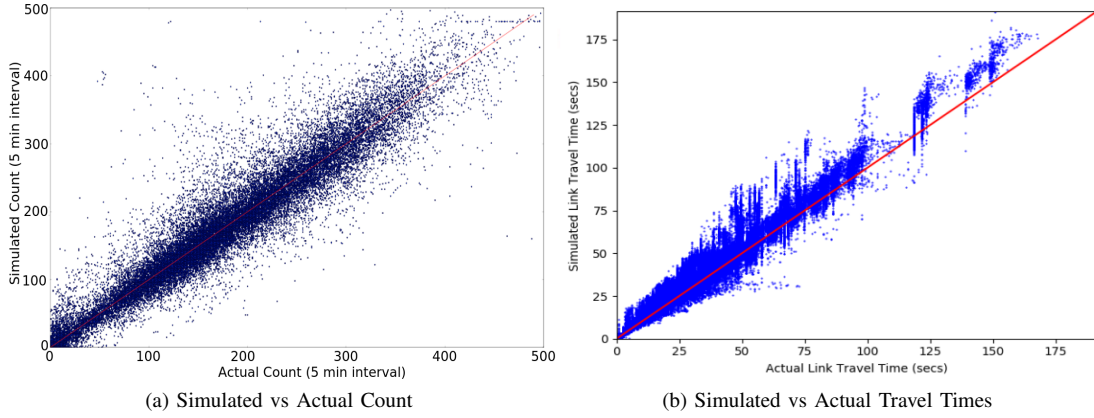 500
400
300
200
100
0
Simulated Count (5 min interval)
0 100 200 300 400 500
Actual Count (5 min interval)
(a) Simulated vs Actual Count
175
150
125
100
75
50
25
0
Simulated Link Travel Time (secs)
0 25 50 75 100 125 150 175
Actual Link Travel Time (secs)
(b) Simulated vs Actual Travel Times